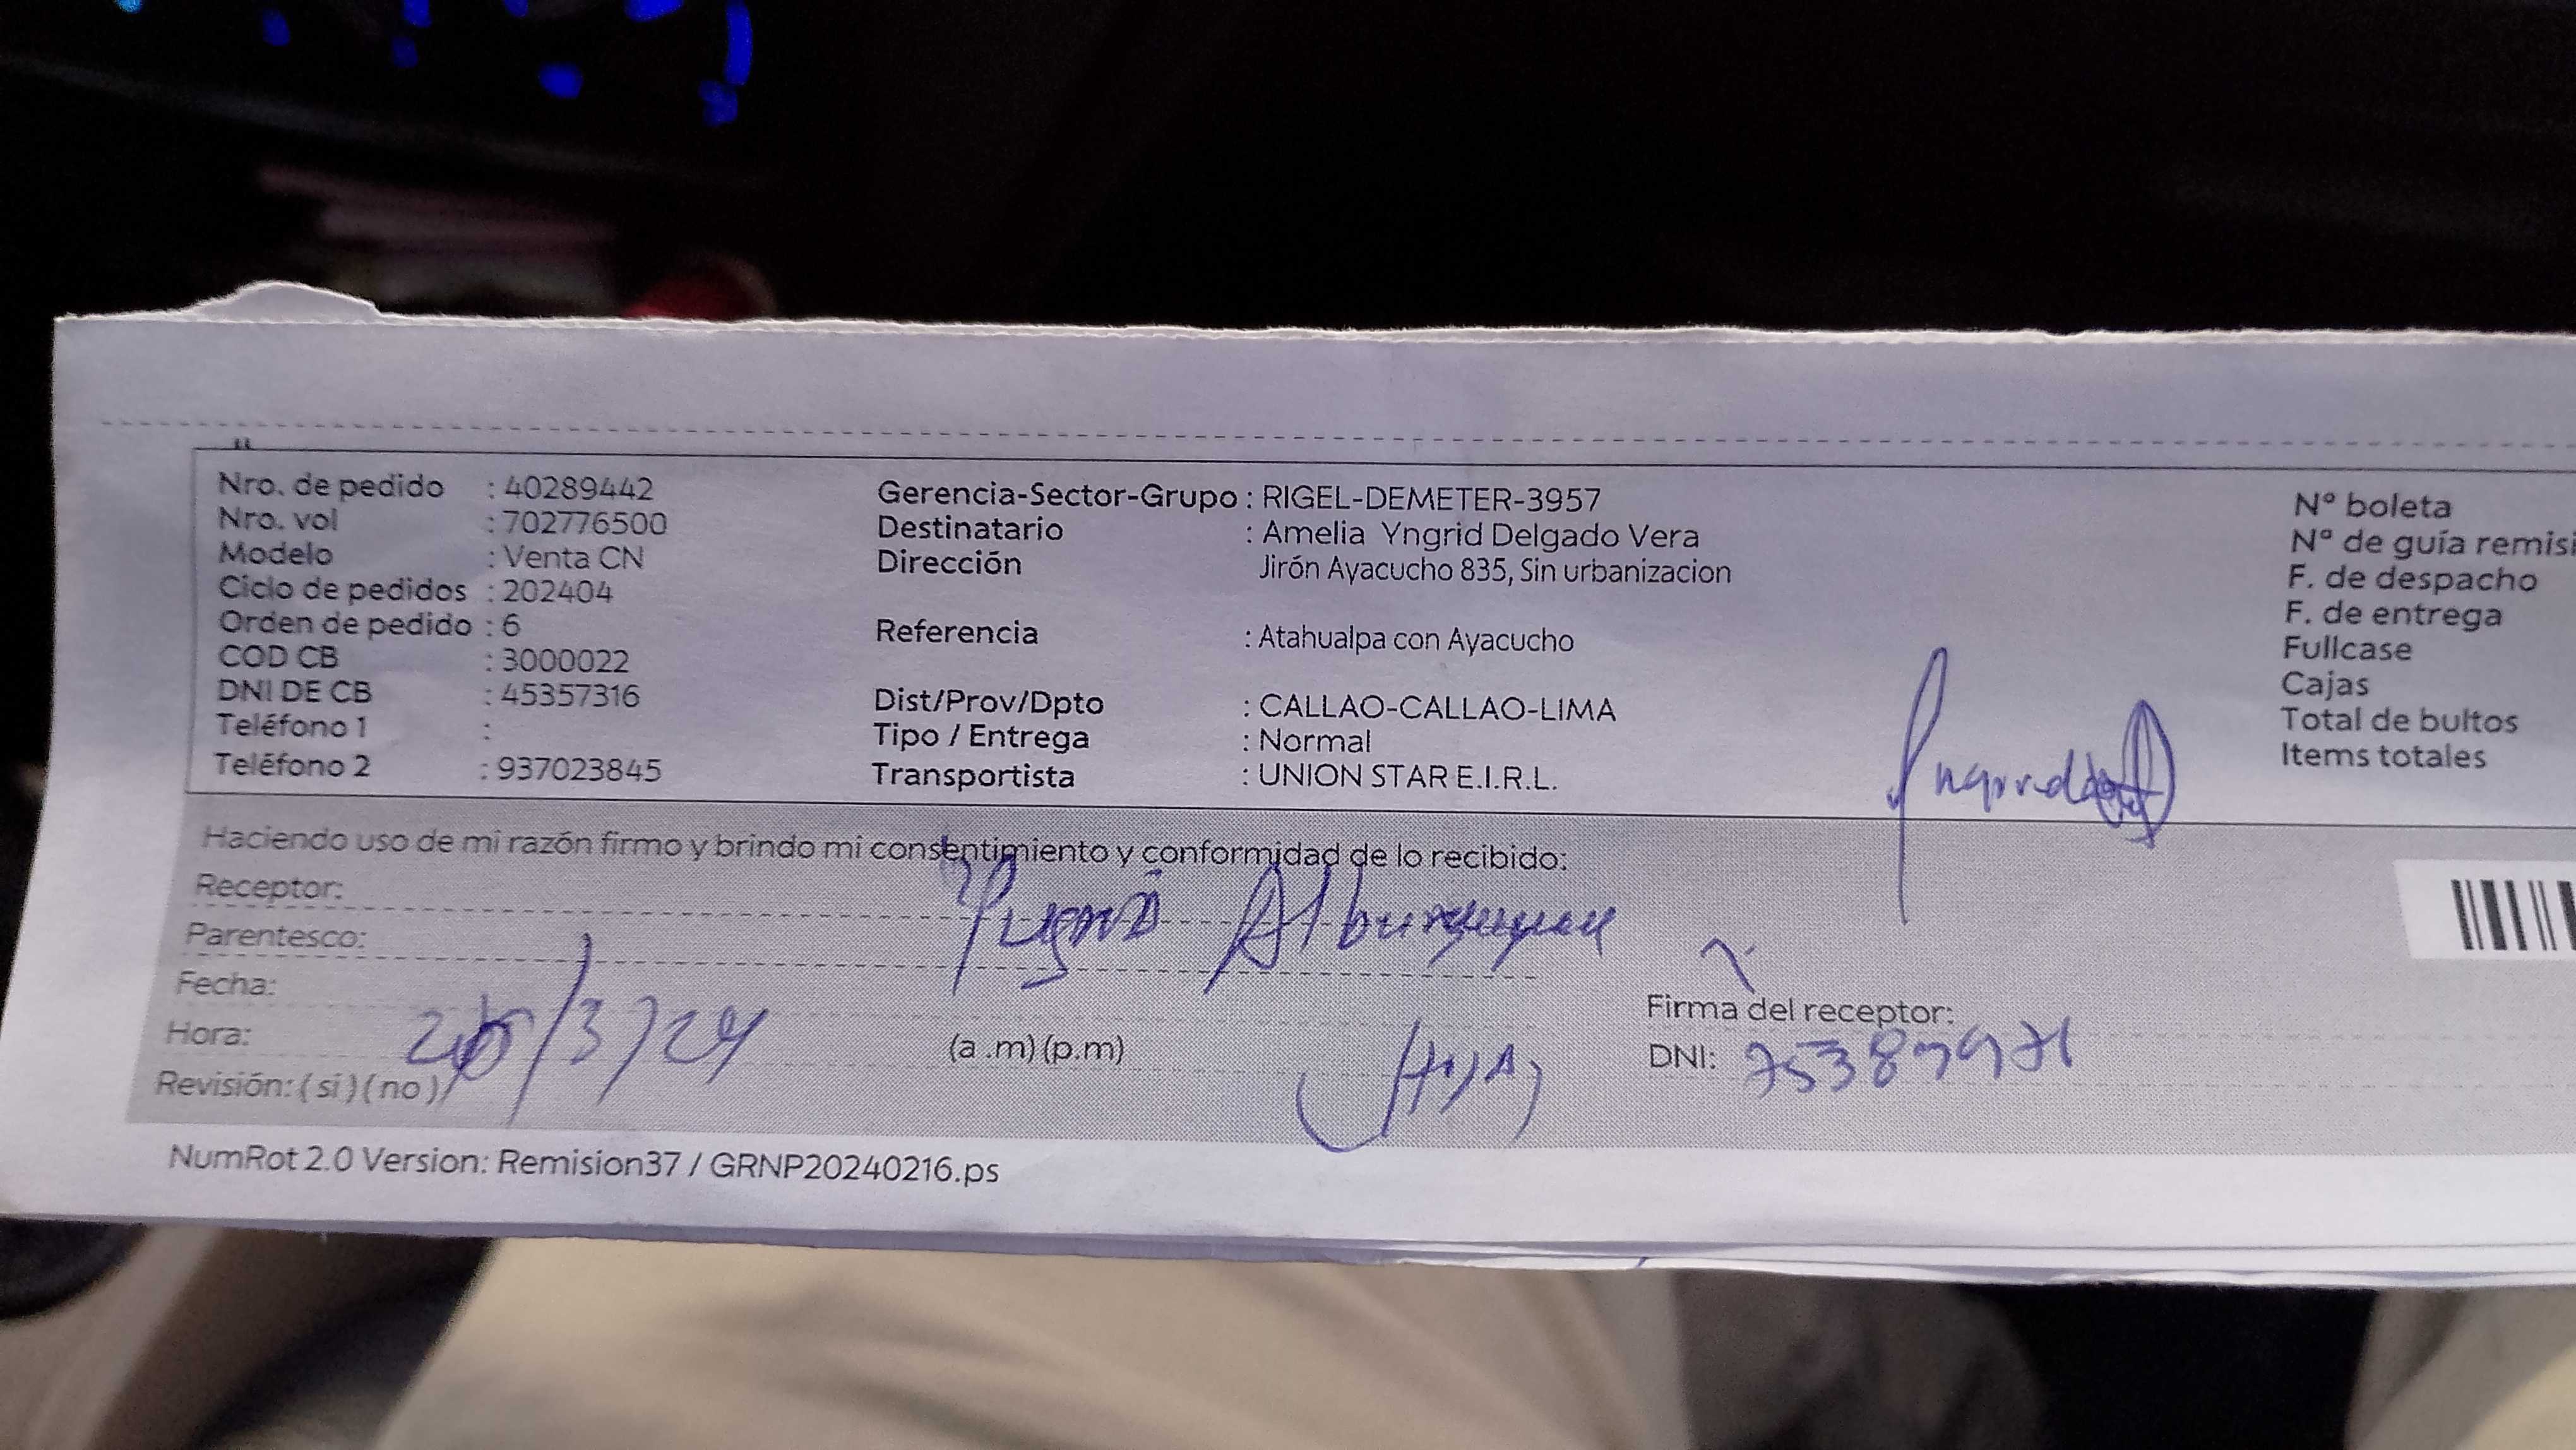 Nro. de pedido : 40289442
Nro. vol : 702776500
Modelo : Venta CN
Ciclo de pedidos : 202404
Orden de pedido : 6
COD CB : 3000022
DNI DE CB : 45357316
Teléfono 1 :
Teléfono 2 : 937023845
Gerencia-Sector-Grupo : RIGEL-DEMETER-3957
Destinatario : Amelia Yngrid Delgado Vera
Dirección Jirón Ayacucho 835, Sin urbanizacion
Referencia : Atahualpa con Ayacucho
Dist/Prov/Dpto : CALLAO-CALLAO-LIMA
Tipo / Entrega : Normal
Transportista : UNION STAR E.I.R.L.
N° boleta
N° de guía remisi
F. de despacho
F. de entrega
Fullcase
Cajas
Total de bultos
Items totales
Haciendo uso de mi razón firmo y brindo mi consentimiento y conformidad de lo recibido:
Receptor:
Parentesco:
Fecha:
Hora: /3/24 (a .m) (p.m) (HIJA)
Revisión: ( si ) ( no )
Firma del receptor:
DNI:
NumRot 2.0 Version: Remision37 / GRNP20240216.ps